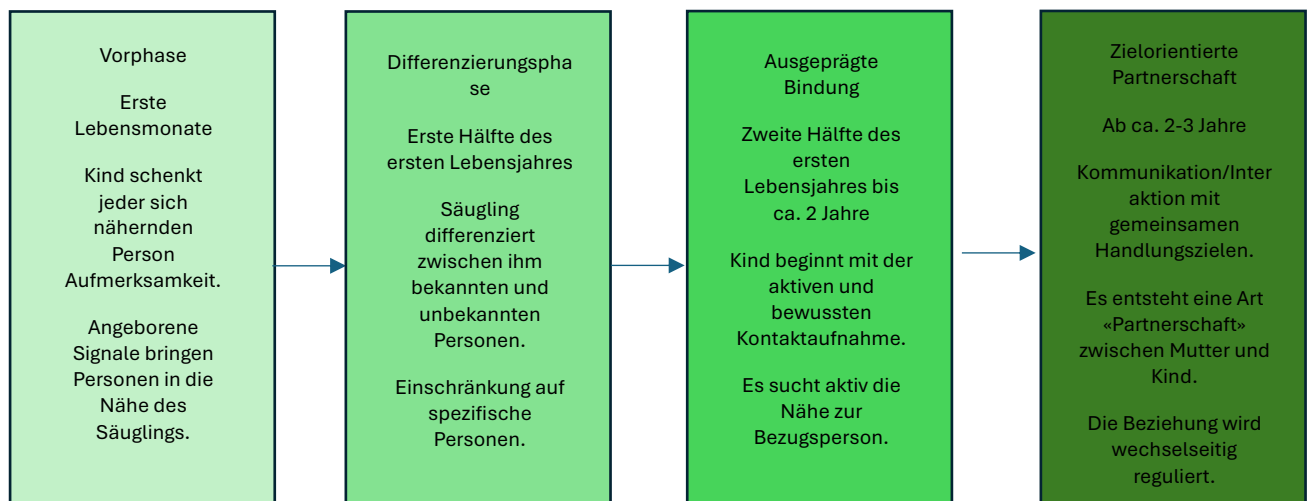 Vorphase
Erste
Lebensmonate
Kind schenkt
jeder sich
nähernden
Person
Aufmerksamkeit.
Angeborene
Signale bringen
Personen in die
Nähe des
Säuglings.
Differenzierungspha
se
Erste Hälfte des
ersten Lebensjahres
Säugling
differenziert
zwischen ihm
bekannten und
unbekannten
Personen.
Einschränkung auf
spezifische
Personen.
Ausgeprägte
Bindung
Zweite Hälfte des
ersten
Lebensjahres bis
ca. 2 Jahre
Kind beginnt mit der
aktiven und
bewussten
Kontaktaufnahme.
Es sucht aktiv die
Nähe zur
Bezugsperson.
Zielorientierte
Partnerschaft
Ab ca. 2-3 Jahre
Kommunikation/Inter
aktion mit
gemeinsamen
Handlungszielen.
Es entsteht eine Art
«Partnerschaft»
zwischen Mutter und
Kind.
Die Beziehung wird
wechselseitig
reguliert.